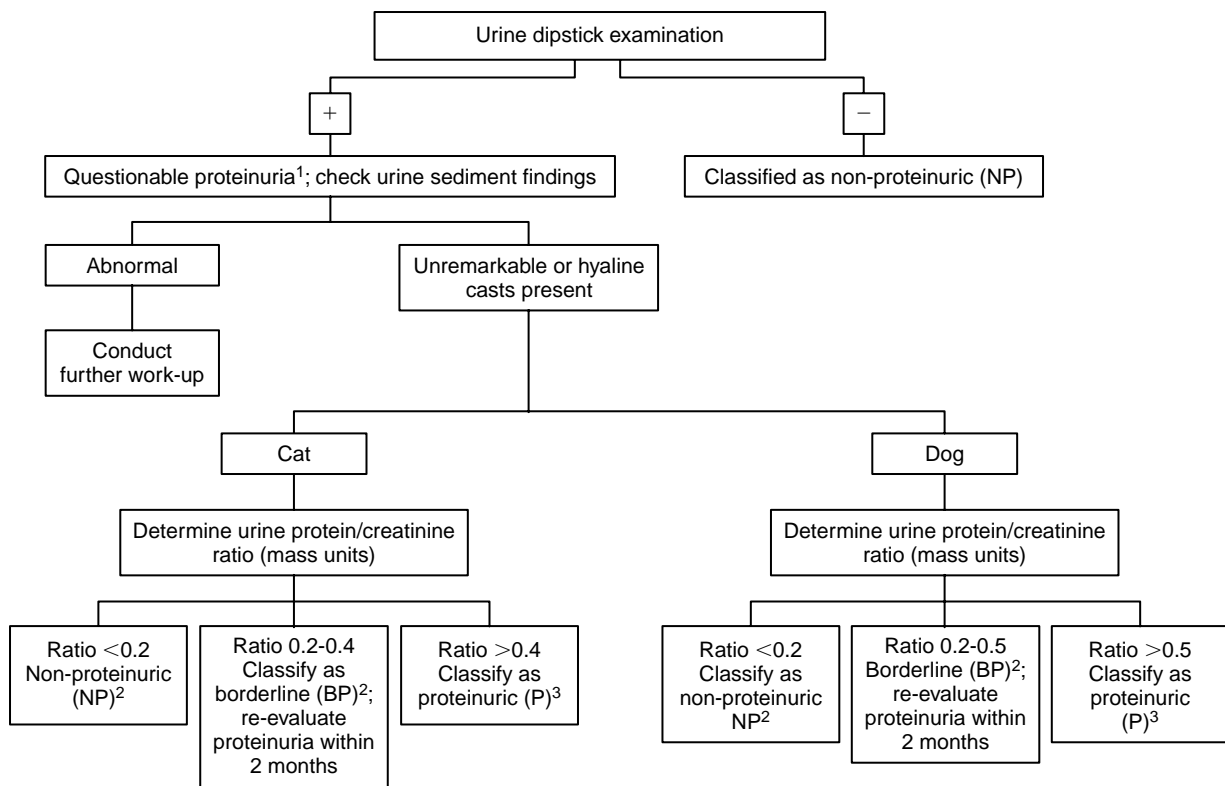 Urine dipstick examination
+
−
Questionable proteinuria¹; check urine sediment findings
Classified as non-proteinuric (NP)
Abnormal
Unremarkable or hyaline
casts present
Conduct
further work-up
Cat
Dog
Determine urine protein/creatinine
ratio (mass units)
Determine urine protein/creatinine
ratio (mass units)
Ratio <0.2
Non-proteinuric
(NP)²
Ratio 0.2-0.4
Classify as
borderline (BP)²;
re-evaluate
proteinuria within
2 months
Ratio >0.4
Classify as
proteinuric (P)³
Ratio <0.2
Classify as
non-proteinuric
NP²
Ratio 0.2-0.5
Borderline (BP)²;
re-evaluate
proteinuria within
2 months
Ratio >0.5
Classify as
proteinuric
(P)³